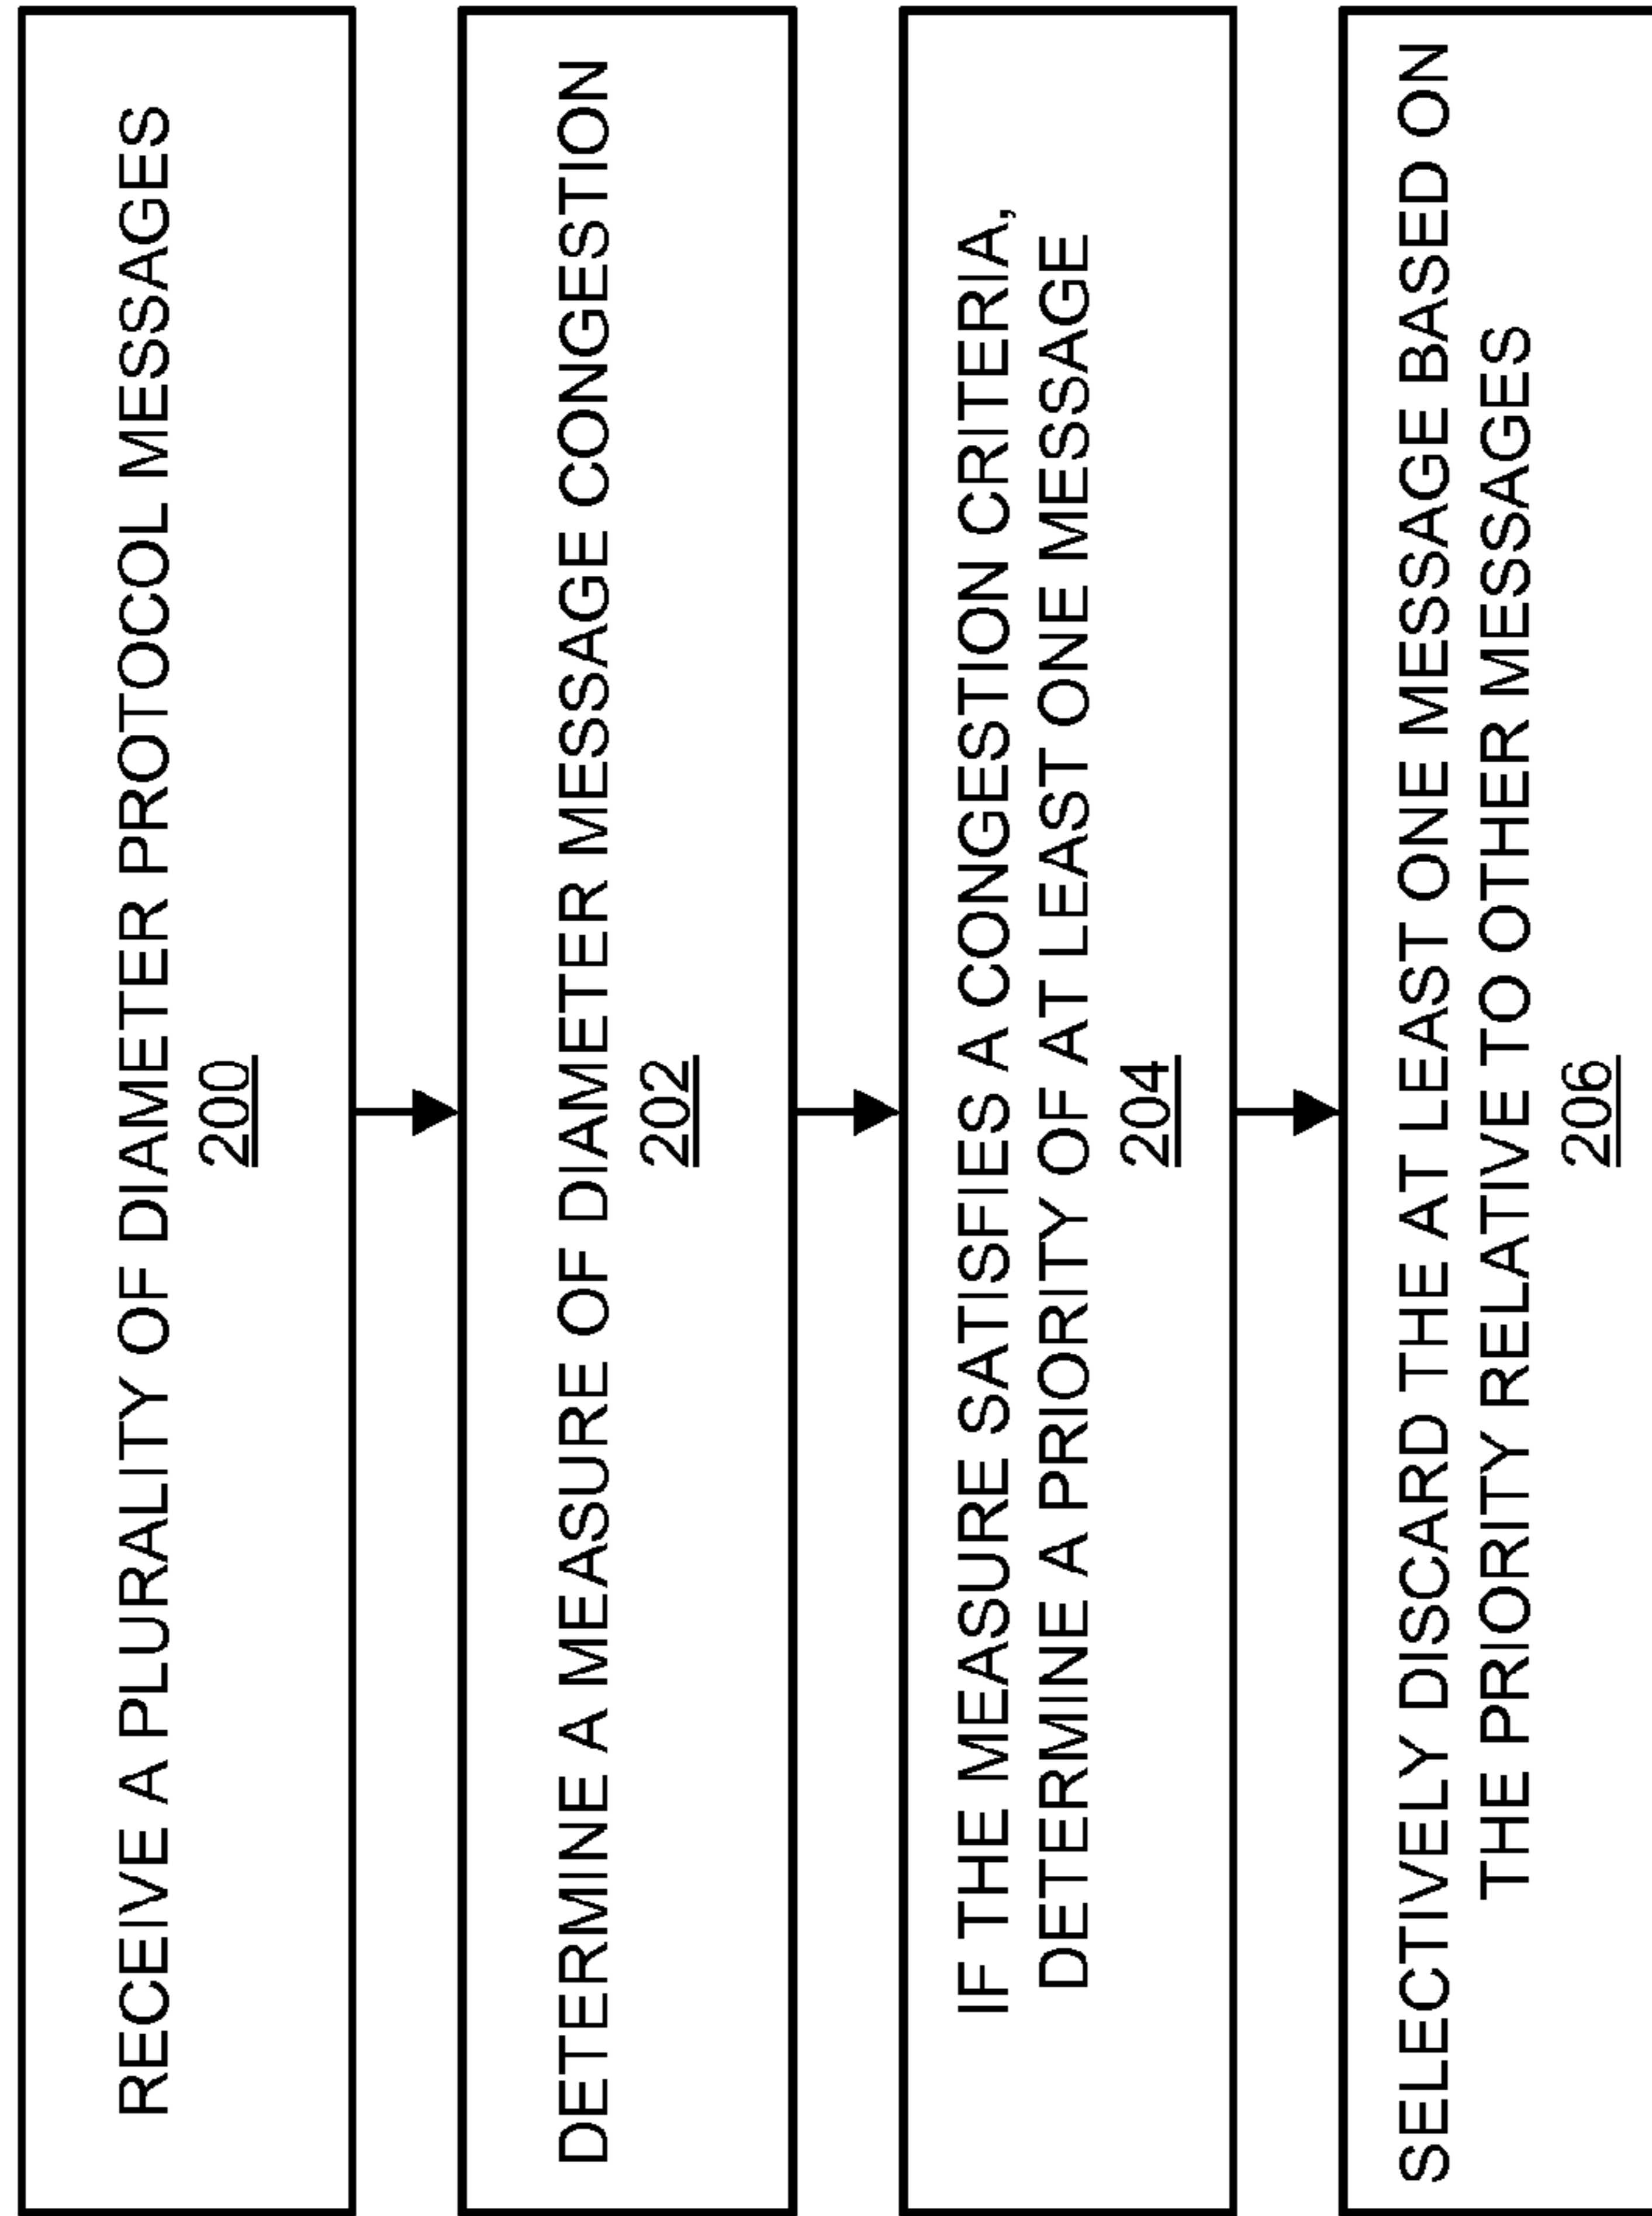 RECEIVE A PLURALITY OF DIAMETER PROTOCOL MESSAGES
200
DETERMINE A MEASURE OF DIAMETER MESSAGE CONGESTION
202
IF THE MEASURE SATISFIES A CONGESTION CRITERIA,
DETERMINE A PRIORITY OF AT LEAST ONE MESSAGE
204
SELECTIVELY DISCARD THE AT LEAST ONE MESSAGE BASED ON
THE PRIORITY RELATIVE TO OTHER MESSAGES
206